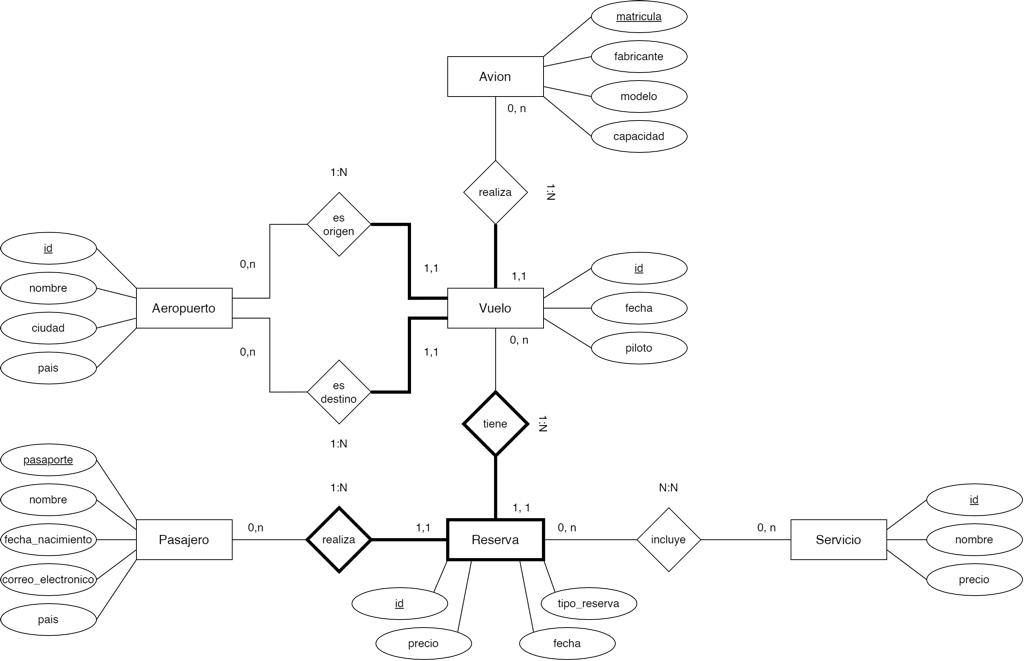 matricula
fabricante
Avion
modelo
0, n
capacidad
1:N
realiza
1:N
es
origen
id
0,n
1,1
1,1
id
nombre
Aeropuerto
Vuelo
fecha
ciudad
0,n
1,1
0, n
piloto
pais
es
destino
tiene
1:N
1:N
pasaporte
1:N
N:N
nombre
1, 1
id
0,n
1,1
0, n
0, n
fecha_nacimiento
Pasajero
realiza
Reserva
incluye
Servicio
nombre
correo_electronico
precio
id
tipo_reserva
pais
precio
fecha